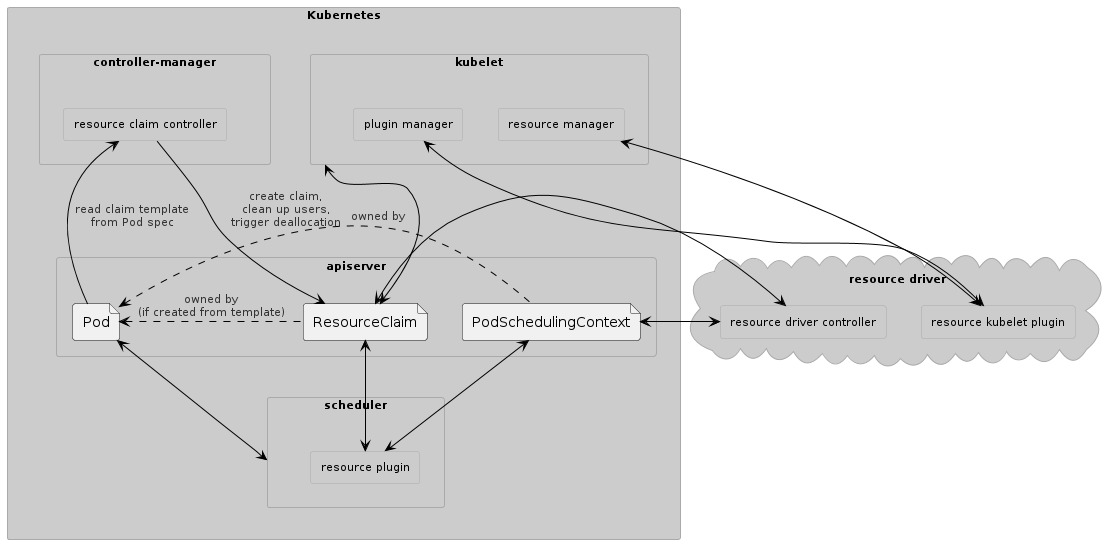 Kubernetes
controller-manager
kubelet
resource claim controller
plugin manager
resource manager
read claim template
from Pod spec
create claim,
clean up users,
trigger deallocation
owned by
apiserver
resource driver
owned by
(if created from template)
Pod
ResourceClaim
PodSchedulingContext
resource driver controller
resource kubelet plugin
scheduler
resource plugin